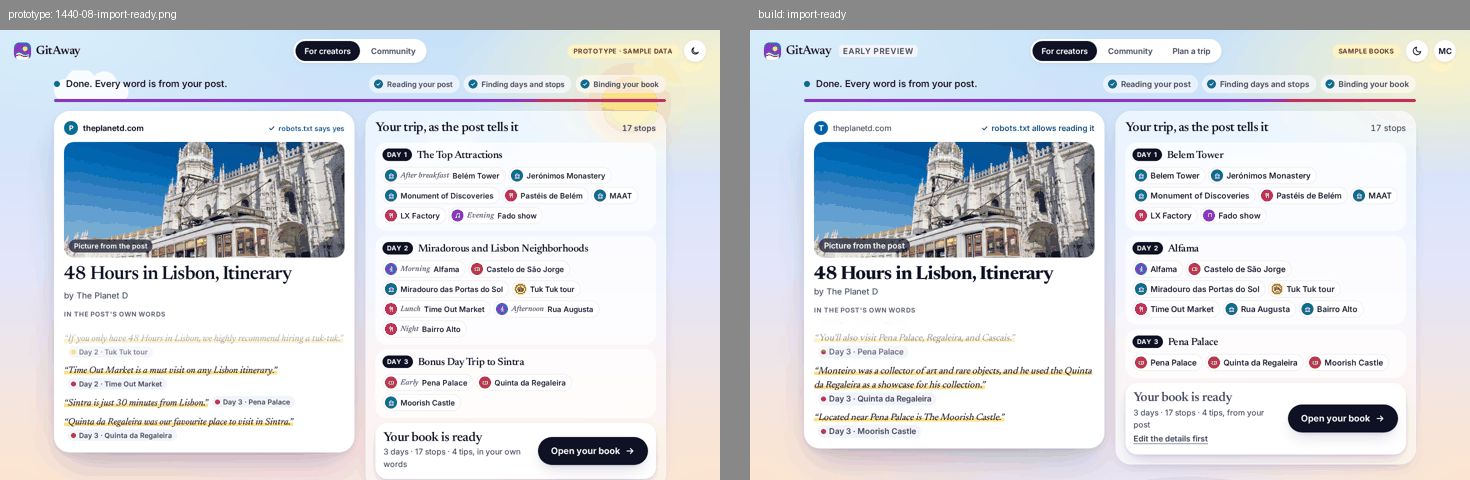 prototype: 1440-08-import-ready.png
GitAway
For creators
Community
PROTOTYPE · SAMPLE DATA
Done. Every word is from your post.
Reading your post
Finding days and stops
Binding your book
P theplanetd.com
robots.txt says yes
Picture from the post
48 Hours in Lisbon, Itinerary
by The Planet D
IN THE POST'S OWN WORDS
“If you only have 48 Hours in Lisbon, we highly recommend hiring a tuk-tuk.”
Day 2 · Tuk Tuk tour
“Time Out Market is a must visit on any Lisbon itinerary.”
Day 2 · Time Out Market
“Sintra is just 30 minutes from Lisbon.” Day 3 · Pena Palace
“Quinta da Regaleira was our favourite place to visit in Sintra.”
Day 3 · Quinta da Regaleira
Your trip, as the post tells it
17 stops
DAY 1 The Top Attractions
After breakfast Belém Tower Jerónimos Monastery
Monument of Discoveries Pastéis de Belém MAAT
LX Factory Evening Fado show
DAY 2 Miradorous and Lisbon Neighborhoods
Morning Alfama Castelo de São Jorge
Miradouro das Portas do Sol Tuk Tuk tour
Lunch Time Out Market Afternoon Rua Augusta
Night Bairro Alto
DAY 3 Bonus Day Trip to Sintra
Early Pena Palace Quinta da Regaleira
Moorish Castle
Your book is ready
3 days · 17 stops · 4 tips, in your own
words
Open your book →
build: import-ready
GitAway EARLY PREVIEW
For creators
Community
Plan a trip
SAMPLE BOOKS
MC
Done. Every word is from your post.
Reading your post
Finding days and stops
Binding your book
T theplanetd.com
robots.txt allows reading it
Picture from the post
48 Hours in Lisbon, Itinerary
by The Planet D
IN THE POST'S OWN WORDS
“You'll also visit Pena Palace, Regaleira, and Cascais.”
Day 3 · Pena Palace
“Monteiro was a collector of art and rare objects, and he used the Quinta
da Regaleira as a showcase for his collection.”
Day 3 · Quinta da Regaleira
“Located near Pena Palace is The Moorish Castle.”
Day 3 · Moorish Castle
Your trip, as the post tells it
17 stops
DAY 1 Belem Tower
Belem Tower Jerónimos Monastery
Monument of Discoveries Pastéis de Belém MAAT
LX Factory Fado show
DAY 2 Alfama
Alfama Castelo de São Jorge
Miradouro das Portas do Sol Tuk Tuk tour
Time Out Market Rua Augusta Bairro Alto
DAY 3 Pena Palace
Pena Palace Quinta da Regaleira Moorish Castle
Your book is ready
3 days · 17 stops · 4 tips, from your
post
Edit the details first
Open your book →